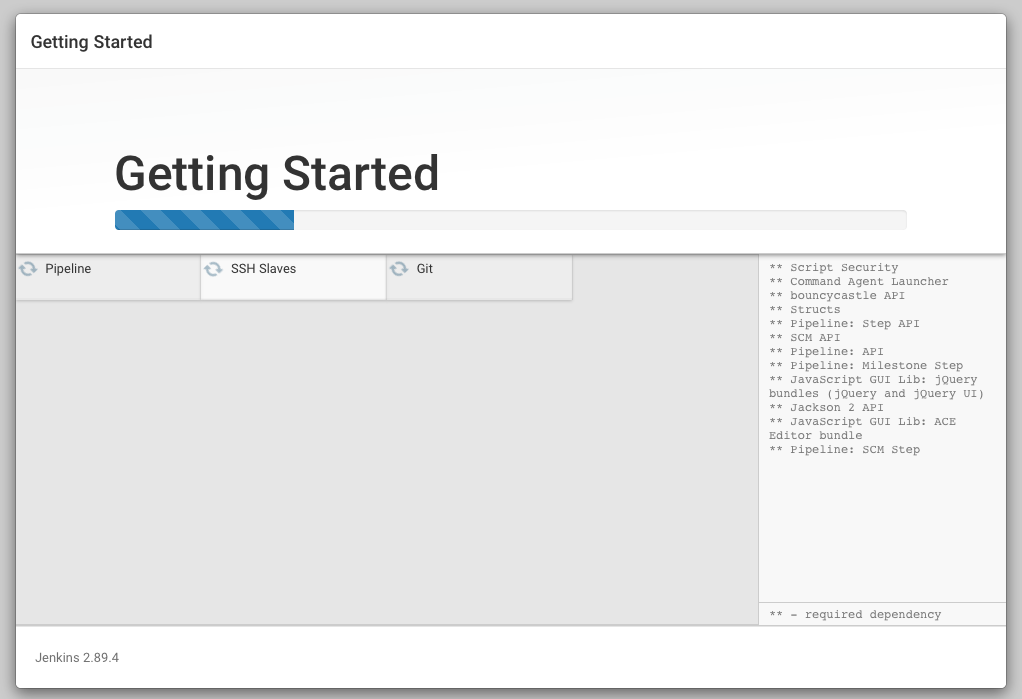 Getting Started
Getting Started
Pipeline
SSH Slaves
Git
** Script Security
** Command Agent Launcher
** bouncycastle API
** Structs
** Pipeline: Step API
** SCM API
** Pipeline: API
** Pipeline: Milestone Step
** JavaScript GUI Lib: jQuery
bundles (jQuery and jQuery UI)
** Jackson 2 API
** JavaScript GUI Lib: ACE
Editor bundle
** Pipeline: SCM Step
** - required dependency
Jenkins 2.89.4